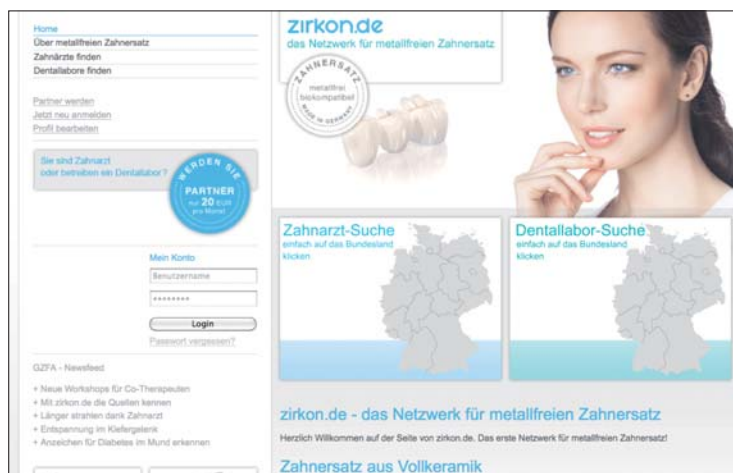 Home
Über metallfreien Zahnersatz
Zahnärzte finden
Dentallabore finden
Partner werden
Jetzt neu anmelden
Profil bearbeiten
Sie sind Zahnarzt
oder betreiben ein Dentallabor?
WERDEN SIE
PARTNER
nur 20 EUR
pro Monat
Mein Konto
Benutzername
********
Login
Passwort vergessen?
GZFA - Newsfeed
+ Neue Workshops für Co-Therapeuten
+ Mit zirkon.de die Quellen kennen
+ Länger strahlen dank Zahnarzt
+ Entspannung im Kiefergelenk
+ Anzeichen für Diabetes im Mund erkennen
zirkon.de
das Netzwerk für metallfreien Zahnersatz
ZAHNERSATZ
metallfrei
biokompatibel
MADE IN GERMANY
Zahnarzt-Suche
einfach auf das Bundesland
klicken
Dentallabor-Suche
einfach auf das Bundesland
klicken
zirkon.de - das Netzwerk für metallfreien Zahnersatz
Herzlich Willkommen auf der Seite von zirkon.de. Das erste Netzwerk für metallfreien Zahnersatz!
Zahnersatz aus Vollkeramik